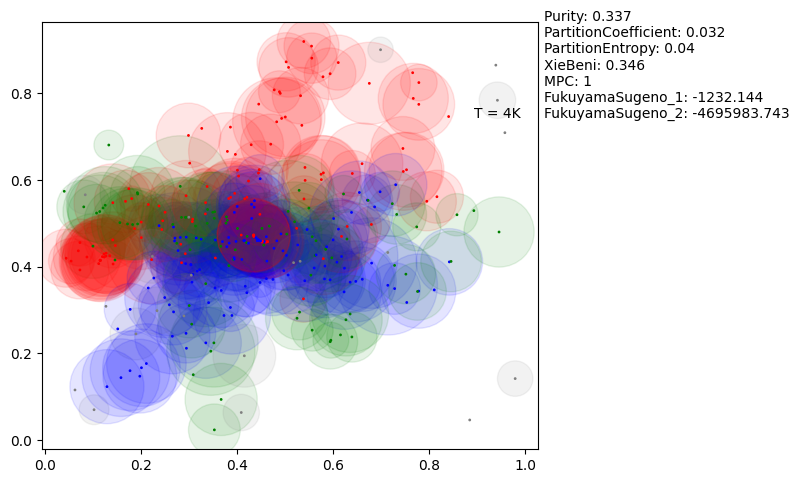 Purity: 0.337
PartitionCoefficient: 0.032
PartitionEntropy: 0.04
XieBeni: 0.346
MPC: 1
FukuyamaSugeno_1: -1232.144
FukuyamaSugeno_2: -4695983.743
T = 4K
0.8
0.6
0.4
0.2
0.0
0.0 0.2 0.4 0.6 0.8 1.0